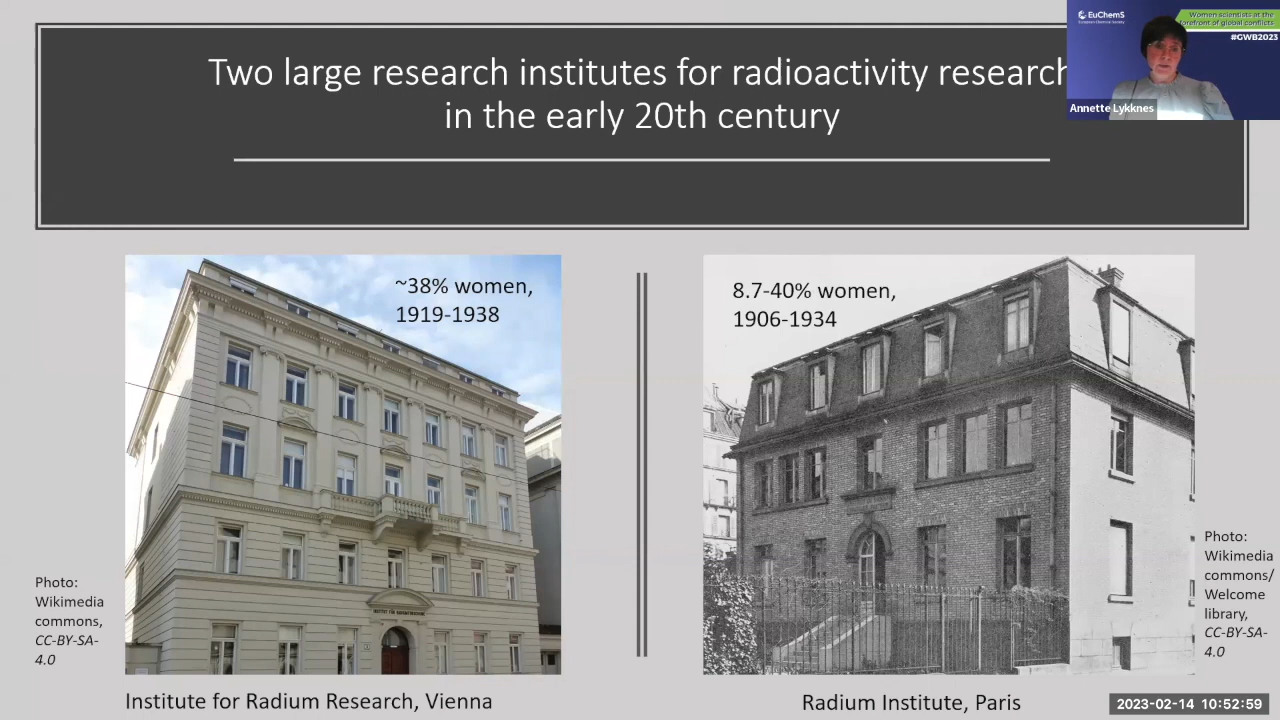 EuChemS
European Chemical Society
Women scientists at the
forefront of global conflicts
#GWB2023
Annette Lykknes
Two large research institutes for radioactivity research
in the early 20th century
~38% women,
1919-1938
8.7-40% women,
1906-1934
Photo:
Wikimedia
commons,
CC-BY-SA-
4.0
Photo:
Wikimedia
commons/
Welcome
library,
CC-BY-SA-
4.0
Institute for Radium Research, Vienna
Radium Institute, Paris
2023-02-14 10:52:59